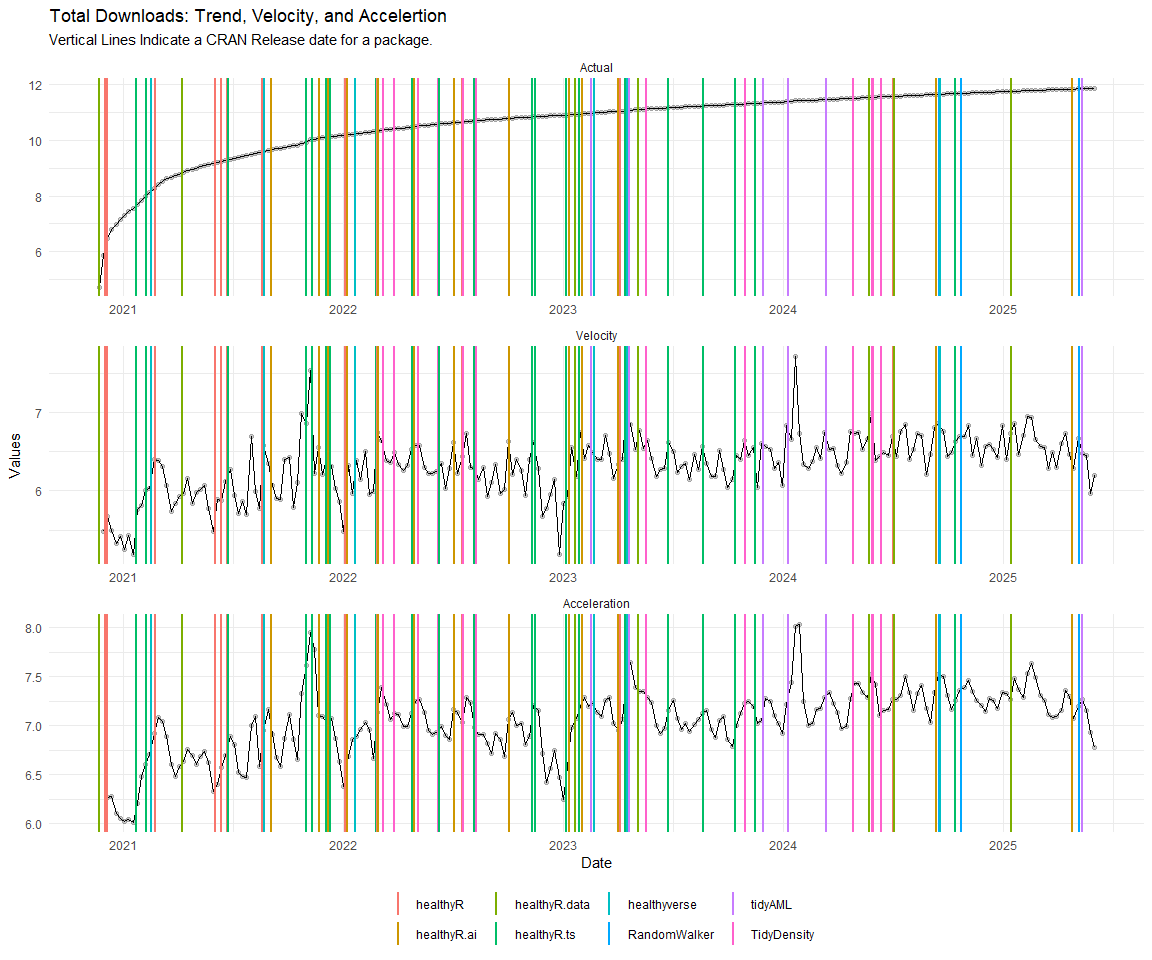 Total Downloads: Trend, Velocity, and Accelertion
Vertical Lines Indicate a CRAN Release date for a package.
Actual
12
10
8
6
2021 2022 2023 2024 2025
Velocity
Values
7
6
2021 2022 2023 2024 2025
Acceleration
8.0
7.5
7.0
6.5
6.0
2021 2022 2023 2024 2025
Date
healthyR healthyR.data healthyverse tidyAML
healthyR.ai healthyR.ts RandomWalker TidyDensity